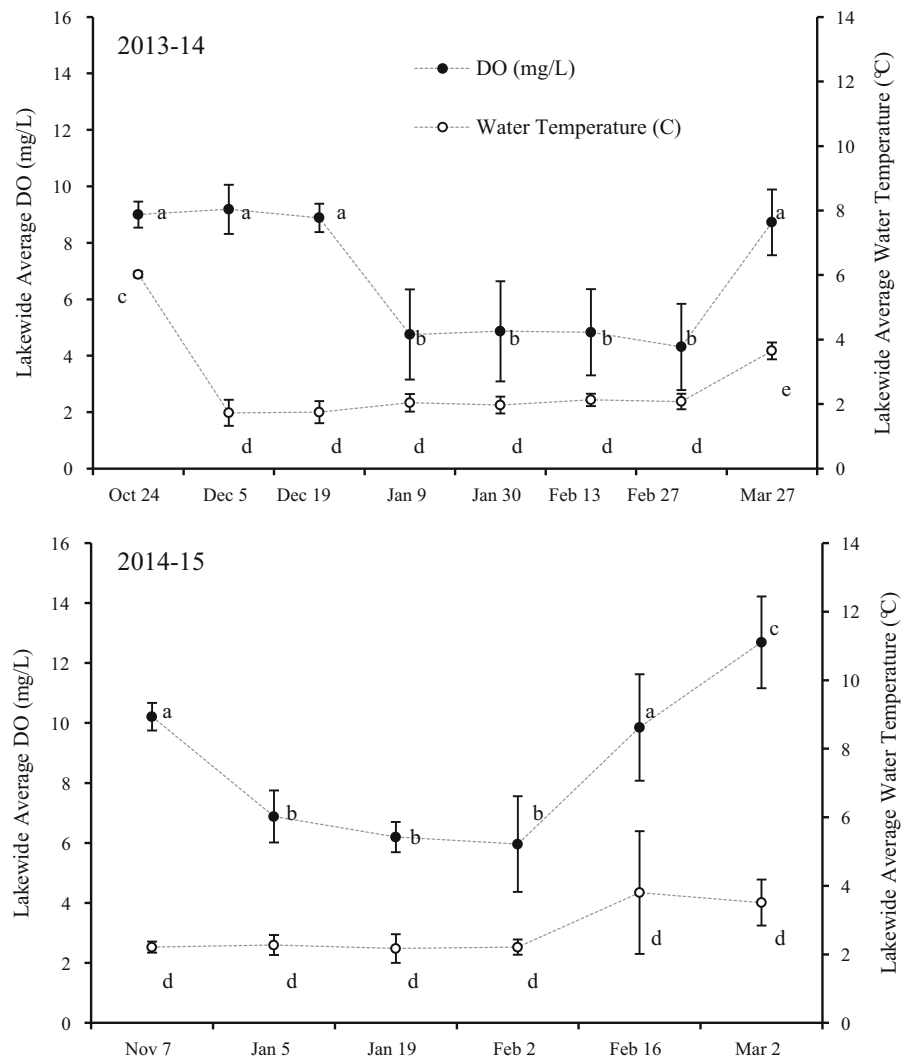 2013-14
DO (mg/L)
Water Temperature (C)
Lakewide Average DO (mg/L)
Lakewide Average Water Temperature (°C)
16
14
12
10
8
6
4
2
0
14
12
10
8
6
4
2
0
a
a
a
b
b
b
b
a
c
d
d
d
d
d
d
e
Oct 24
Dec 5
Dec 19
Jan 9
Jan 30
Feb 13
Feb 27
Mar 27
2014-15
Lakewide Average DO (mg/L)
Lakewide Average Water Temperature (°C)
16
14
12
10
8
6
4
2
0
14
12
10
8
6
4
2
0
a
b
b
b
a
c
d
d
d
d
d
d
Nov 7
Jan 5
Jan 19
Feb 2
Feb 16
Mar 2